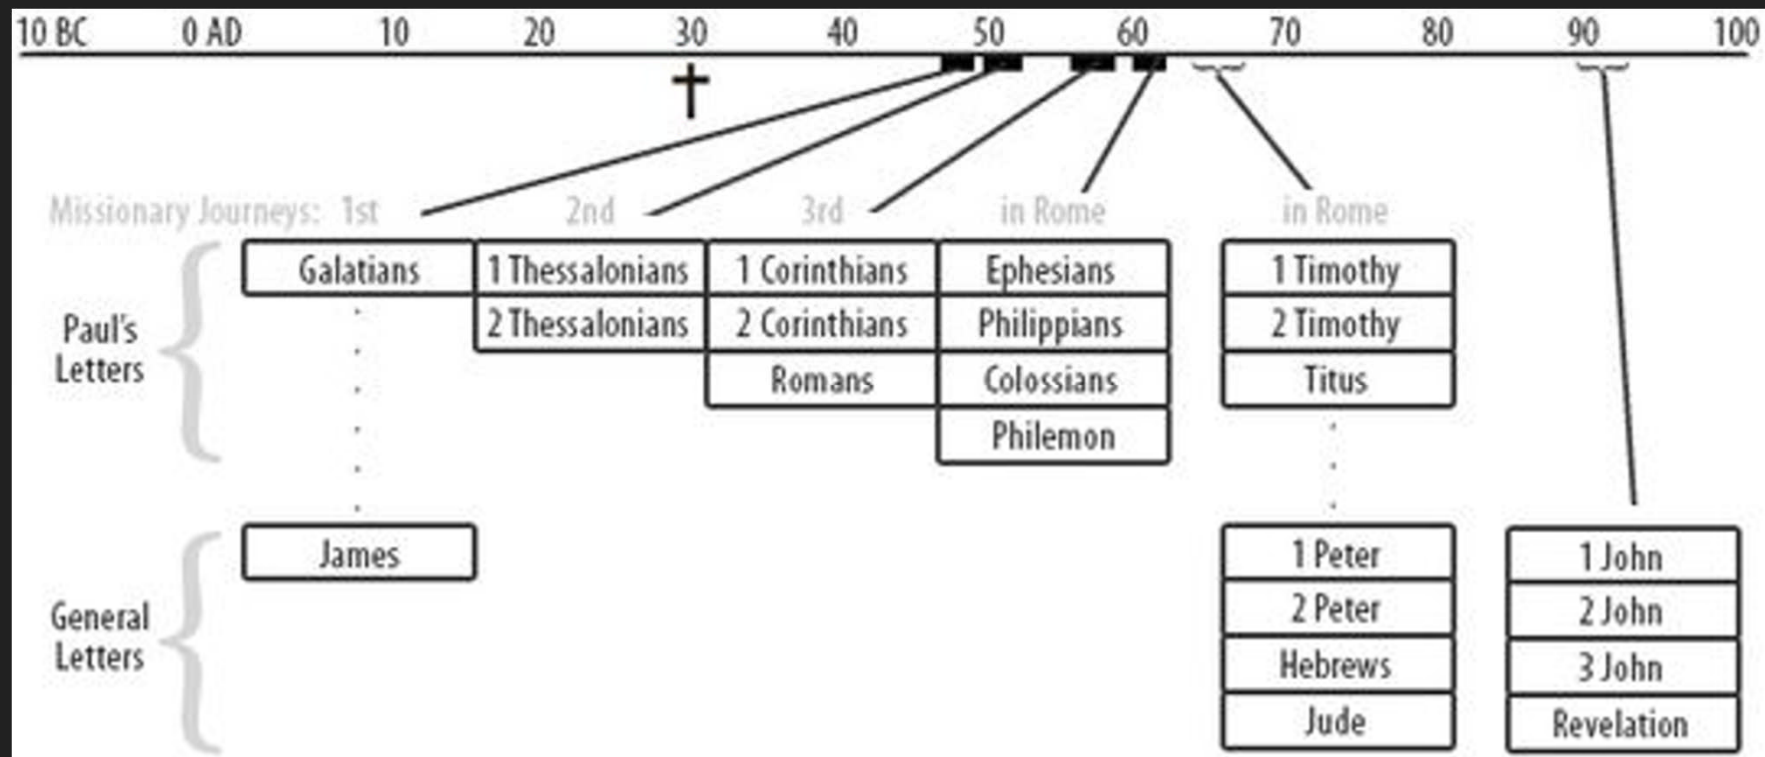 10 BC 0 AD 10 20 30 40 50 60 70 80 90 100
Missionary Journeys: 1st 2nd 3rd in Rome in Rome
Galatians 1 Thessalonians 1 Corinthians Ephesians 1 Timothy
2 Thessalonians 2 Corinthians Philippians 2 Timothy
Paul's
Letters
Romans Colossians Titus
Philemon
James 1 Peter 1 John
2 Peter 2 John
General
Letters
Hebrews 3 John
Jude Revelation